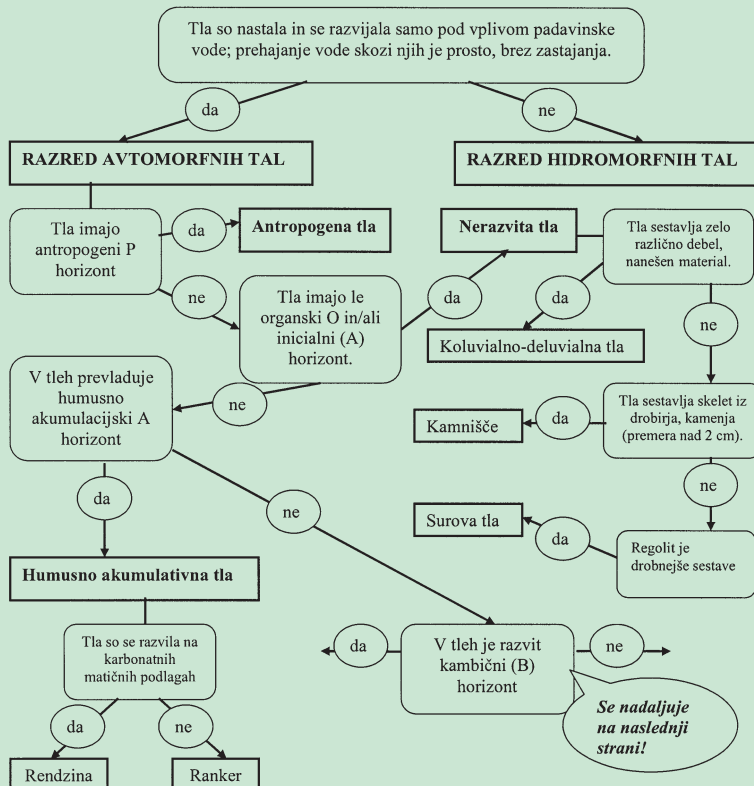 Tla so nastala in se razvijala samo pod vplivom padavinske
vode; prehajanje vode skozi njih je prosto, brez zastajanja.
da
ne
RAZRED AVTOMORFNIH TAL
RAZRED HIDROMORFNIH TAL
Tla imajo
antropogeni P
horizont
da
Antropogena tla
ne
Tla imajo le
organski O in/ali
inicialni (A)
horizont.
da
Nerazvita tla
Tla sestavlja zelo
različno debel,
nanešen material.
da
Koluvialno-deluvialna tla
ne
Tla sestavlja skelet iz
drobirja, kamenja
(premera nad 2 cm).
da
Kamnišče
ne
Regolit je
drobnejše sestave
da
Surova tla
ne
V tleh prevladuje
humusno
akumulacijski A
horizont
da
ne
Humusno akumulativna tla
Tla so se razvila na
karbonatnih
matičnih podlagah
da
ne
Rendzina
Ranker
V tleh je razvit
kambični (B)
horizont
da
ne
Se nadaljuje
na naslednji
strani!